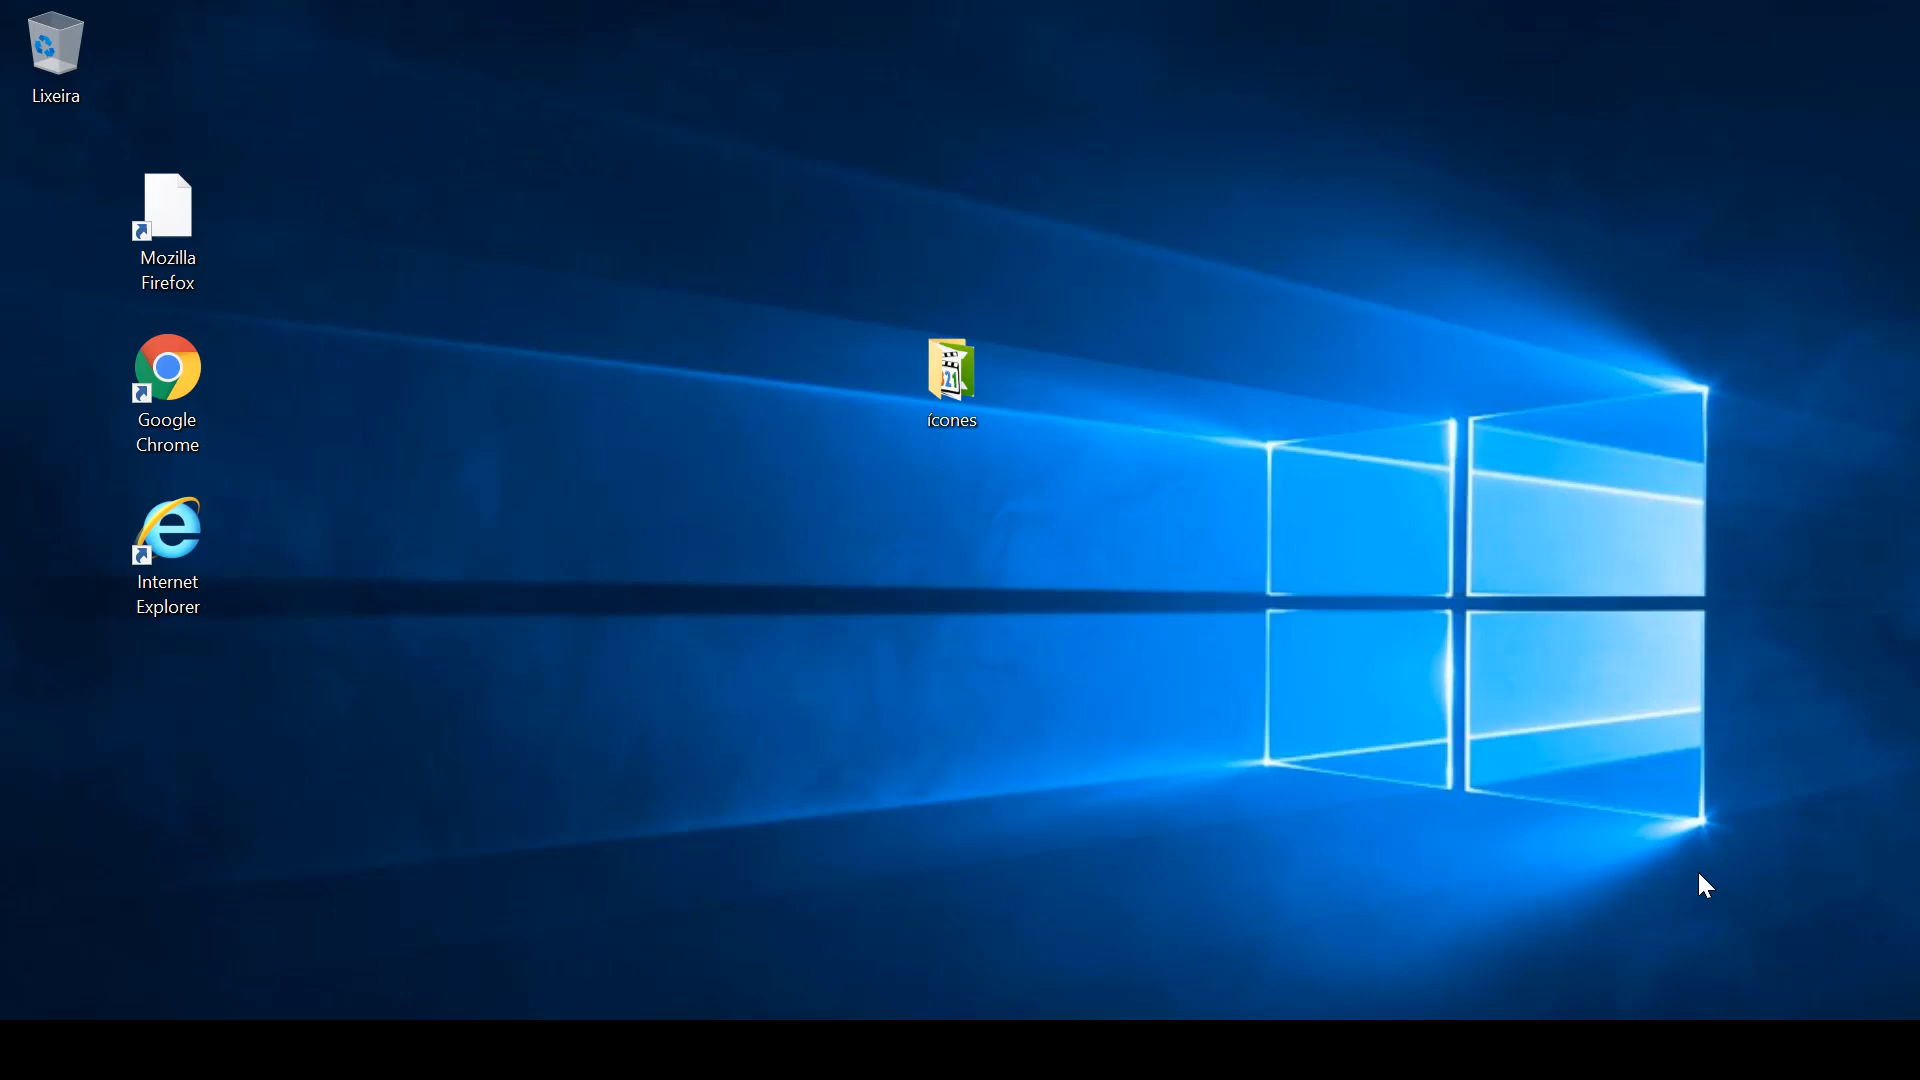 Lixeira
Mozilla
Firefox
Google
Chrome
ícones
Internet
Explorer